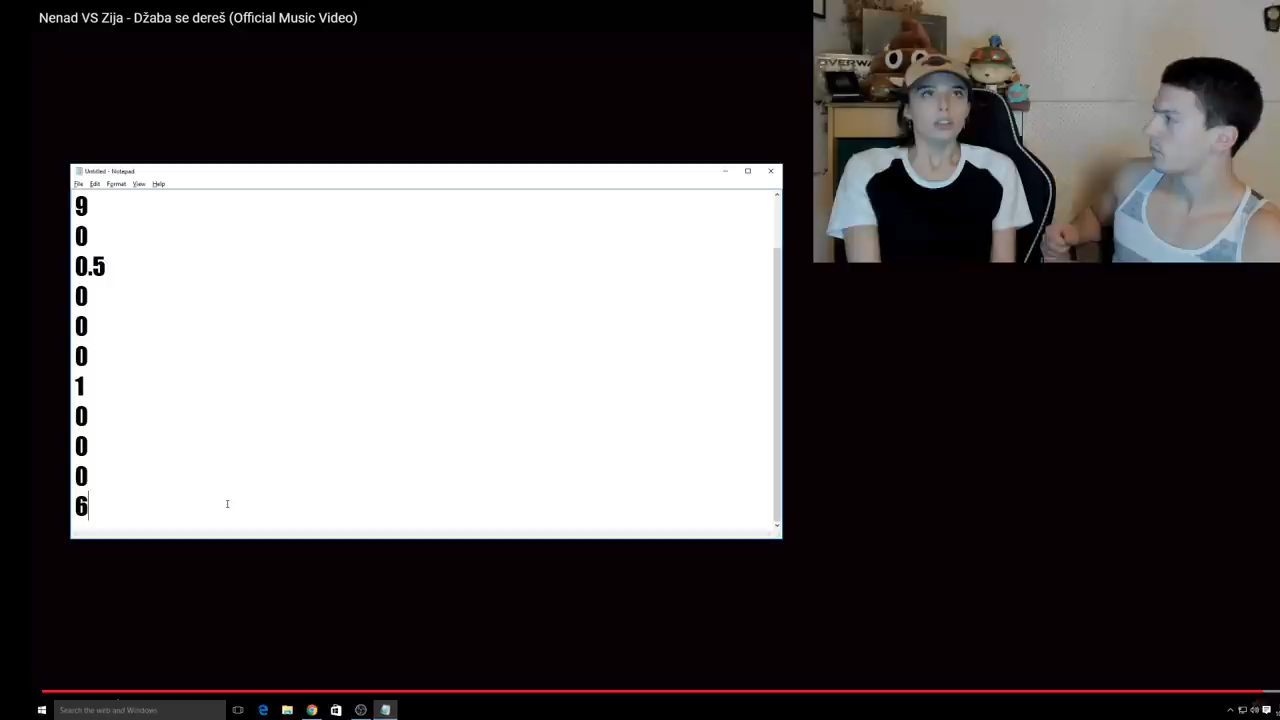 Nenad VS Zija - Džaba se dereš (Official Music Video)
OVERWA
Untitled - Notepad
File Edit Format View Help
9
0
0.5
0
0
0
1
0
0
0
6
Search the web and Windows